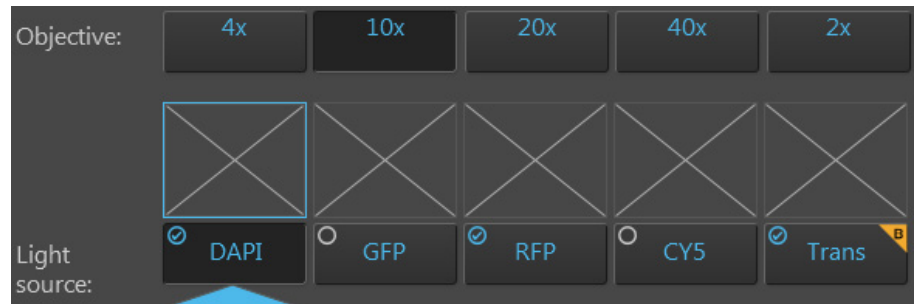 Objective: 4x 10x 20x 40x 2x
Light source: DAPI GFP RFP CY5 Trans B